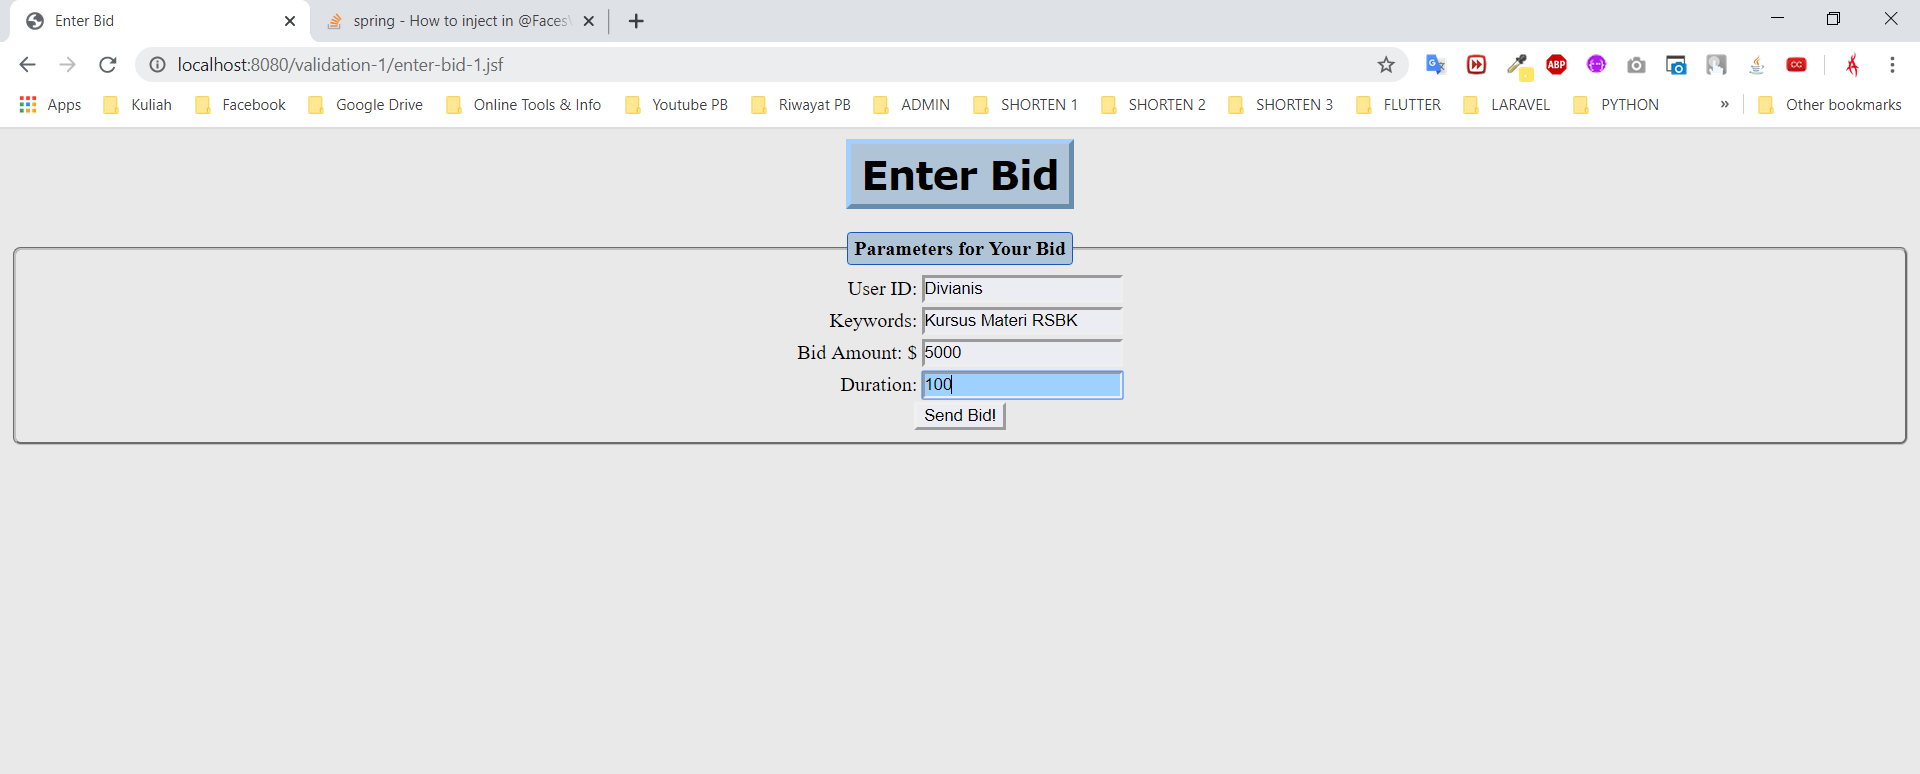 Enter Bid
spring - How to inject in @Faces
localhost:8080/validation-1/enter-bid-1.jsf
ABP
CC
Apps Kuliah Facebook Google Drive Online Tools & Info Youtube PB Riwayat PB ADMIN SHORTEN 1 SHORTEN 2 SHORTEN 3 FLUTTER LARAVEL PYTHON » Other bookmarks
Enter Bid
Parameters for Your Bid
User ID: Divianis
Keywords: Kursus Materi RSBK
Bid Amount: $ 5000
Duration: 100
Send Bid!